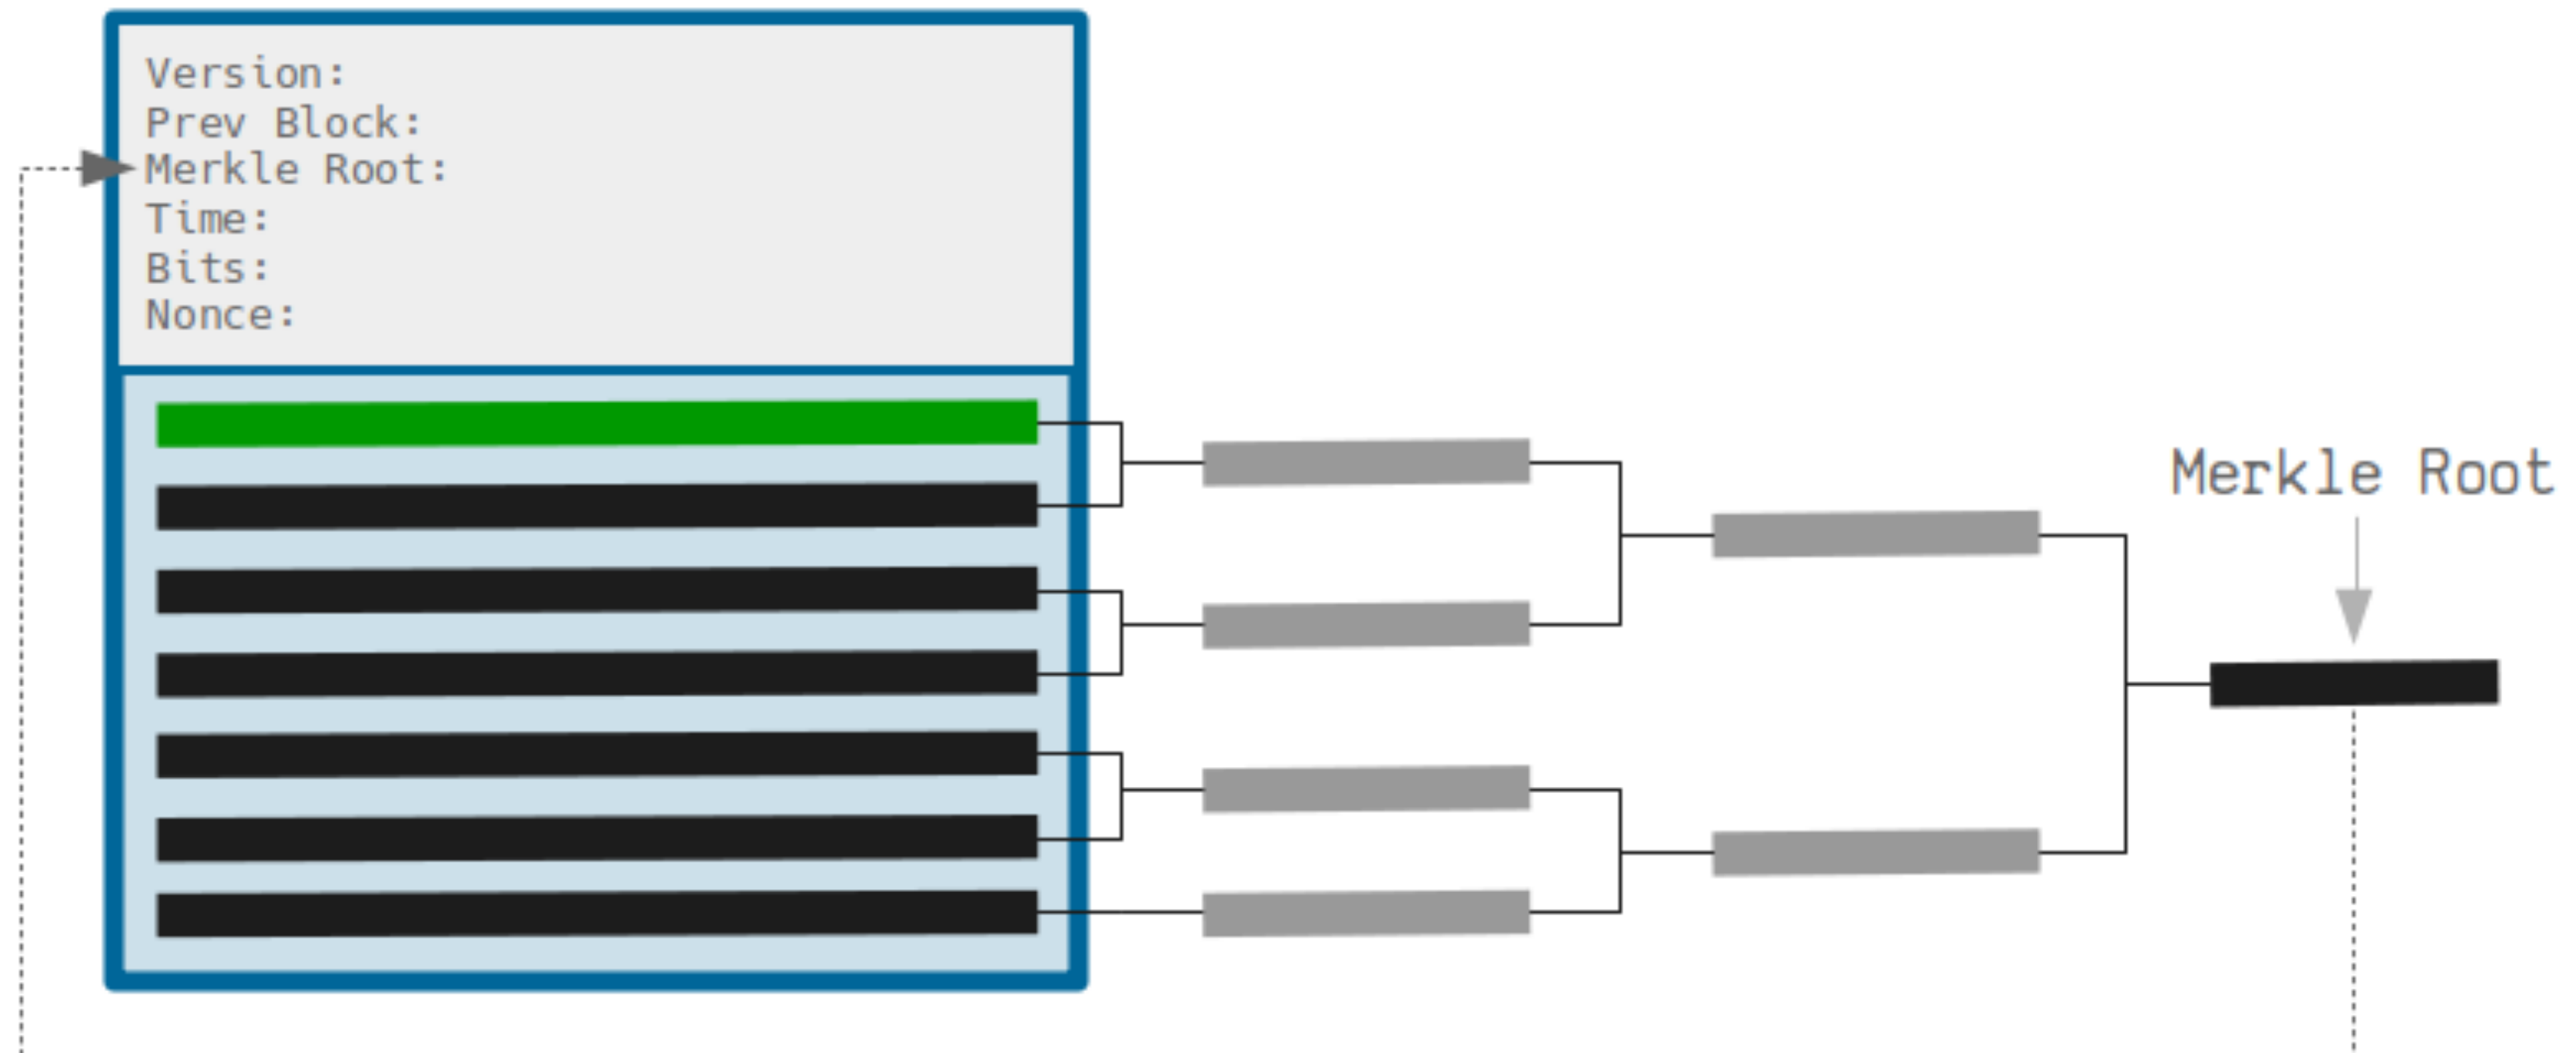 Version:
Prev Block:
Merkle Root:
Time:
Bits:
Nonce:
Merkle Root